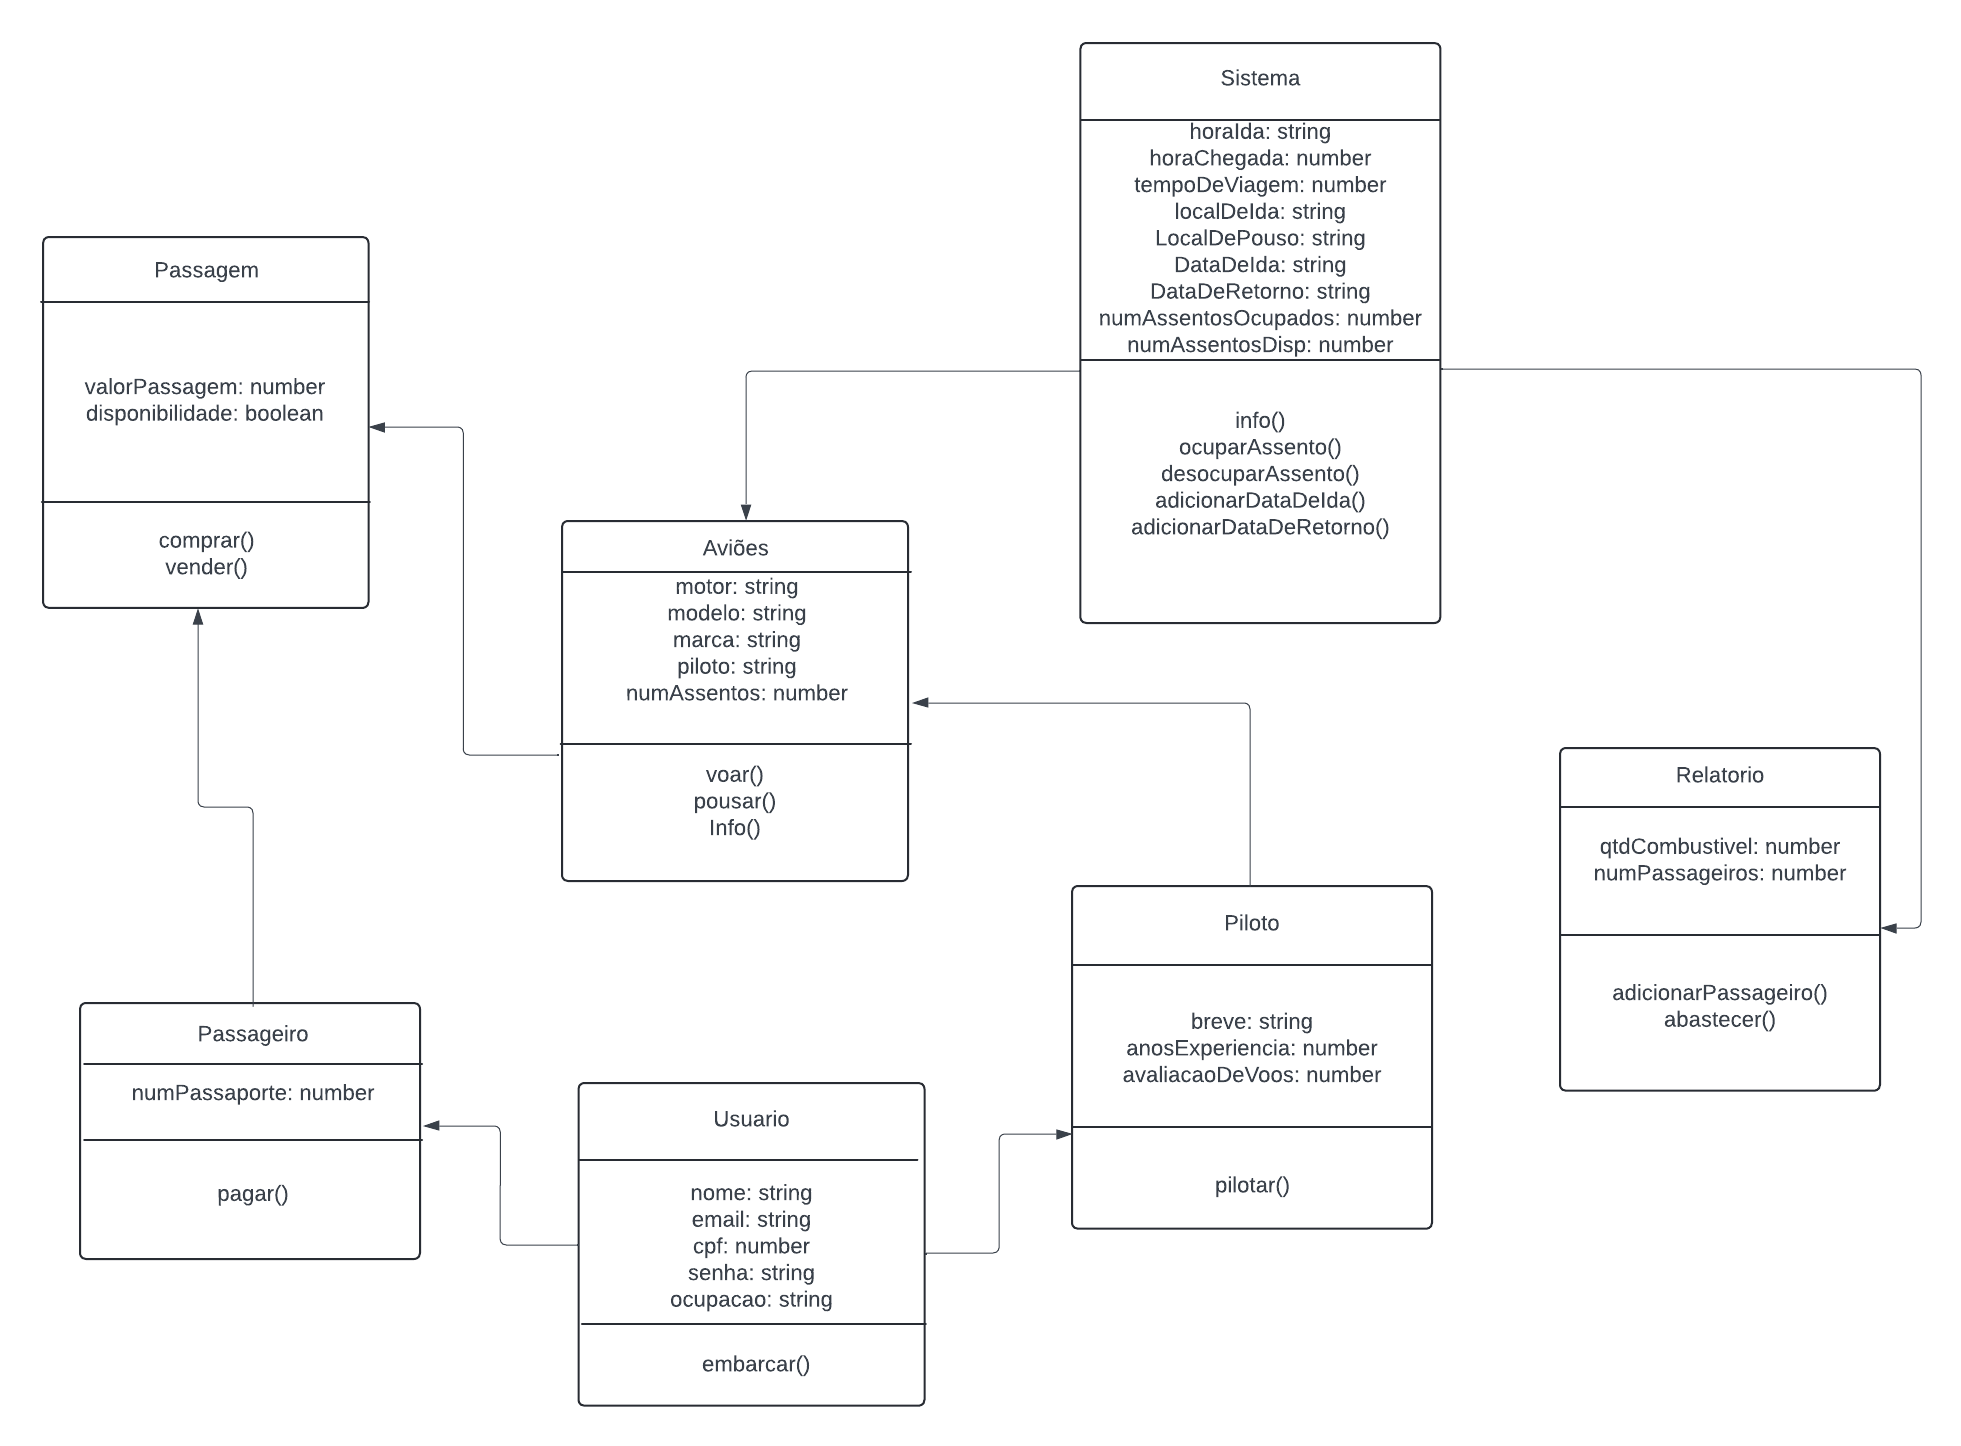 Sistema
horaIda: string
horaChegada: number
tempoDeViagem: number
localDeIda: string
LocalDePouso: string
DataDeIda: string
DataDeRetorno: string
numAssentosOcupados: number
numAssentosDisp: number
info()
ocuparAssento()
desocuparAssento()
adicionarDataDeIda()
adicionarDataDeRetorno()
Passagem
valorPassagem: number
disponibilidade: boolean
comprar()
vender()
Aviões
motor: string
modelo: string
marca: string
piloto: string
numAssentos: number
voar()
pousar()
Info()
Relatorio
qtdCombustivel: number
numPassageiros: number
adicionarPassageiro()
abastecer()
Piloto
breve: string
anosExperiencia: number
avaliacaoDeVoos: number
pilotar()
Passageiro
numPassaporte: number
pagar()
Usuario
nome: string
email: string
cpf: number
senha: string
ocupacao: string
embarcar()